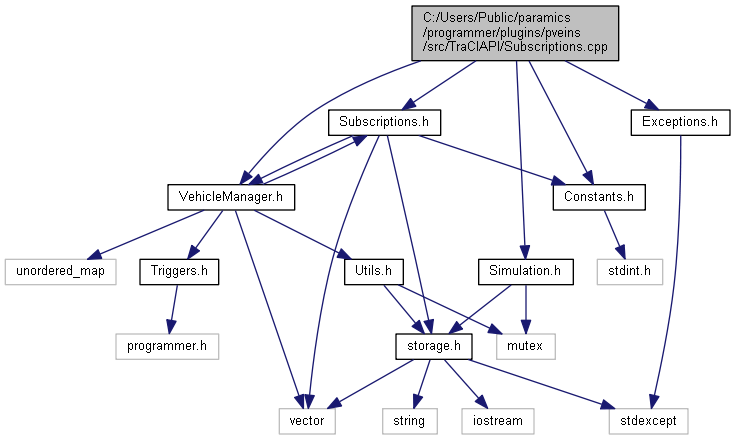 C:/Users/Public/paramics
/programmer/plugins/pveins
/src/TraCIAPI/Subscriptions.cpp
Subscriptions.h
Exceptions.h
VehicleManager.h
Constants.h
unordered_map
Triggers.h
Utils.h
Simulation.h
stdint.h
programmer.h
storage.h
mutex
vector
string
iostream
stdexcept